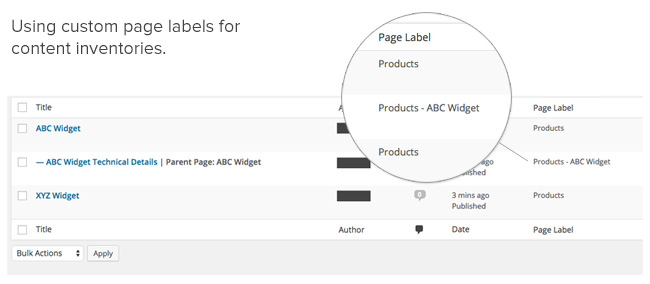 Using custom page labels for
content inventories.
Page Label
Products
Products - ABC Widget
Products
Title
Page Label
ABC Widget
Products
— ABC Widget Technical Details | Parent Page: ABC Widget
Products - ABC Widget
XYZ Widget
0
3 mins ago
Published
Products
Title
Author
Date
Page Label
Bulk Actions
Apply